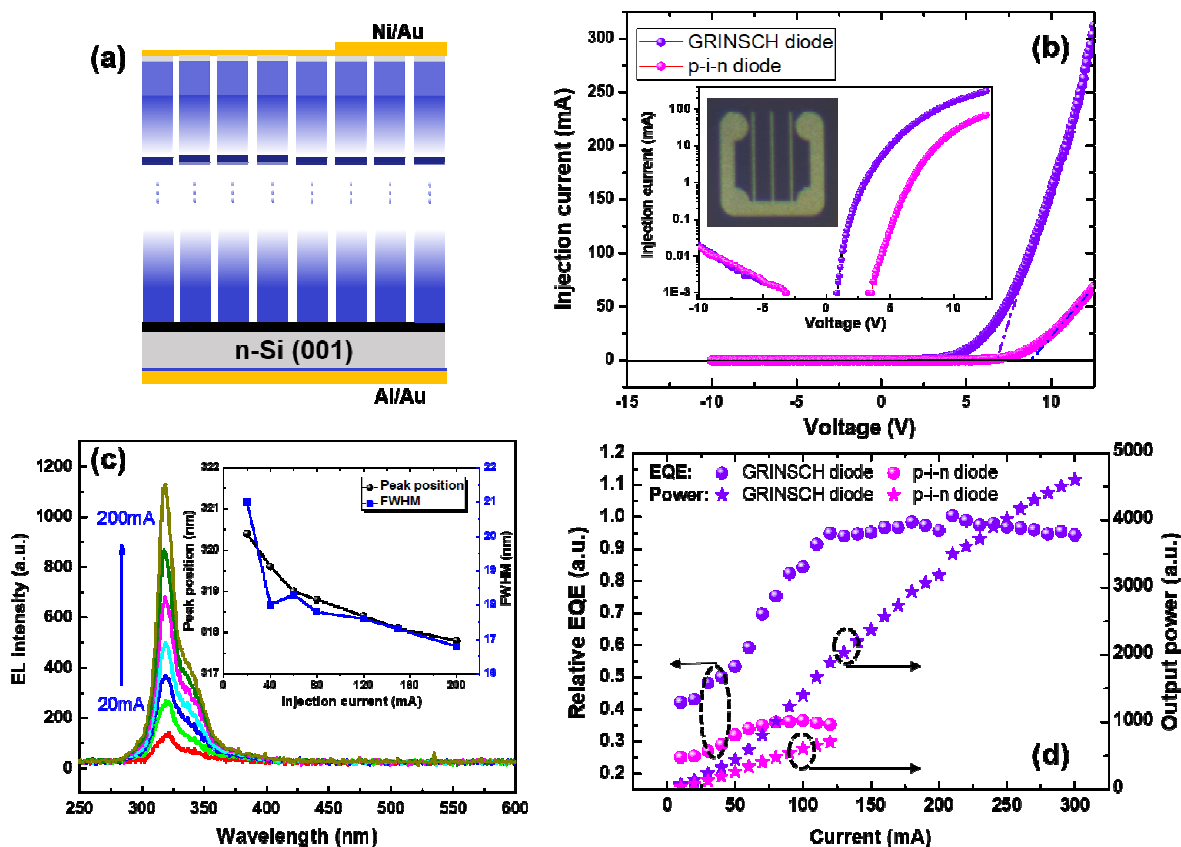 (a)
Ni/Au
n-Si (001)
Al/Au
(b)
GRINSCH diode
p-i-n diode
Injection current (mA)
300
250
200
150
100
50
0
-15
-10
-5
0
5
10
Voltage (V)
Injection current (mA)
100
10
1
0.1
0.01
1E-3
-10
-5
0
5
10
Voltage (V)
(c)
EL Intensity (a.u.)
1200
1050
900
750
600
450
300
150
0
250
300
350
400
450
500
550
600
Wavelength (nm)
200mA
20mA
Peak position
FWHM
Peak position (nm)
322
321
320
319
318
317
FWHM (nm)
22
21
20
19
18
17
16
0
40
80
120
160
200
Injection current (mA)
(d)
EQE: GRINSCH diode p-i-n diode
Power: GRINSCH diode p-i-n diode
Relative EQE (a.u.)
1.2
1.1
1.0
0.9
0.8
0.7
0.6
0.5
0.4
0.3
0.2
Output power (a.u.)
5000
4000
3000
2000
1000
0
0
50
100
150
200
250
300
Current (mA)